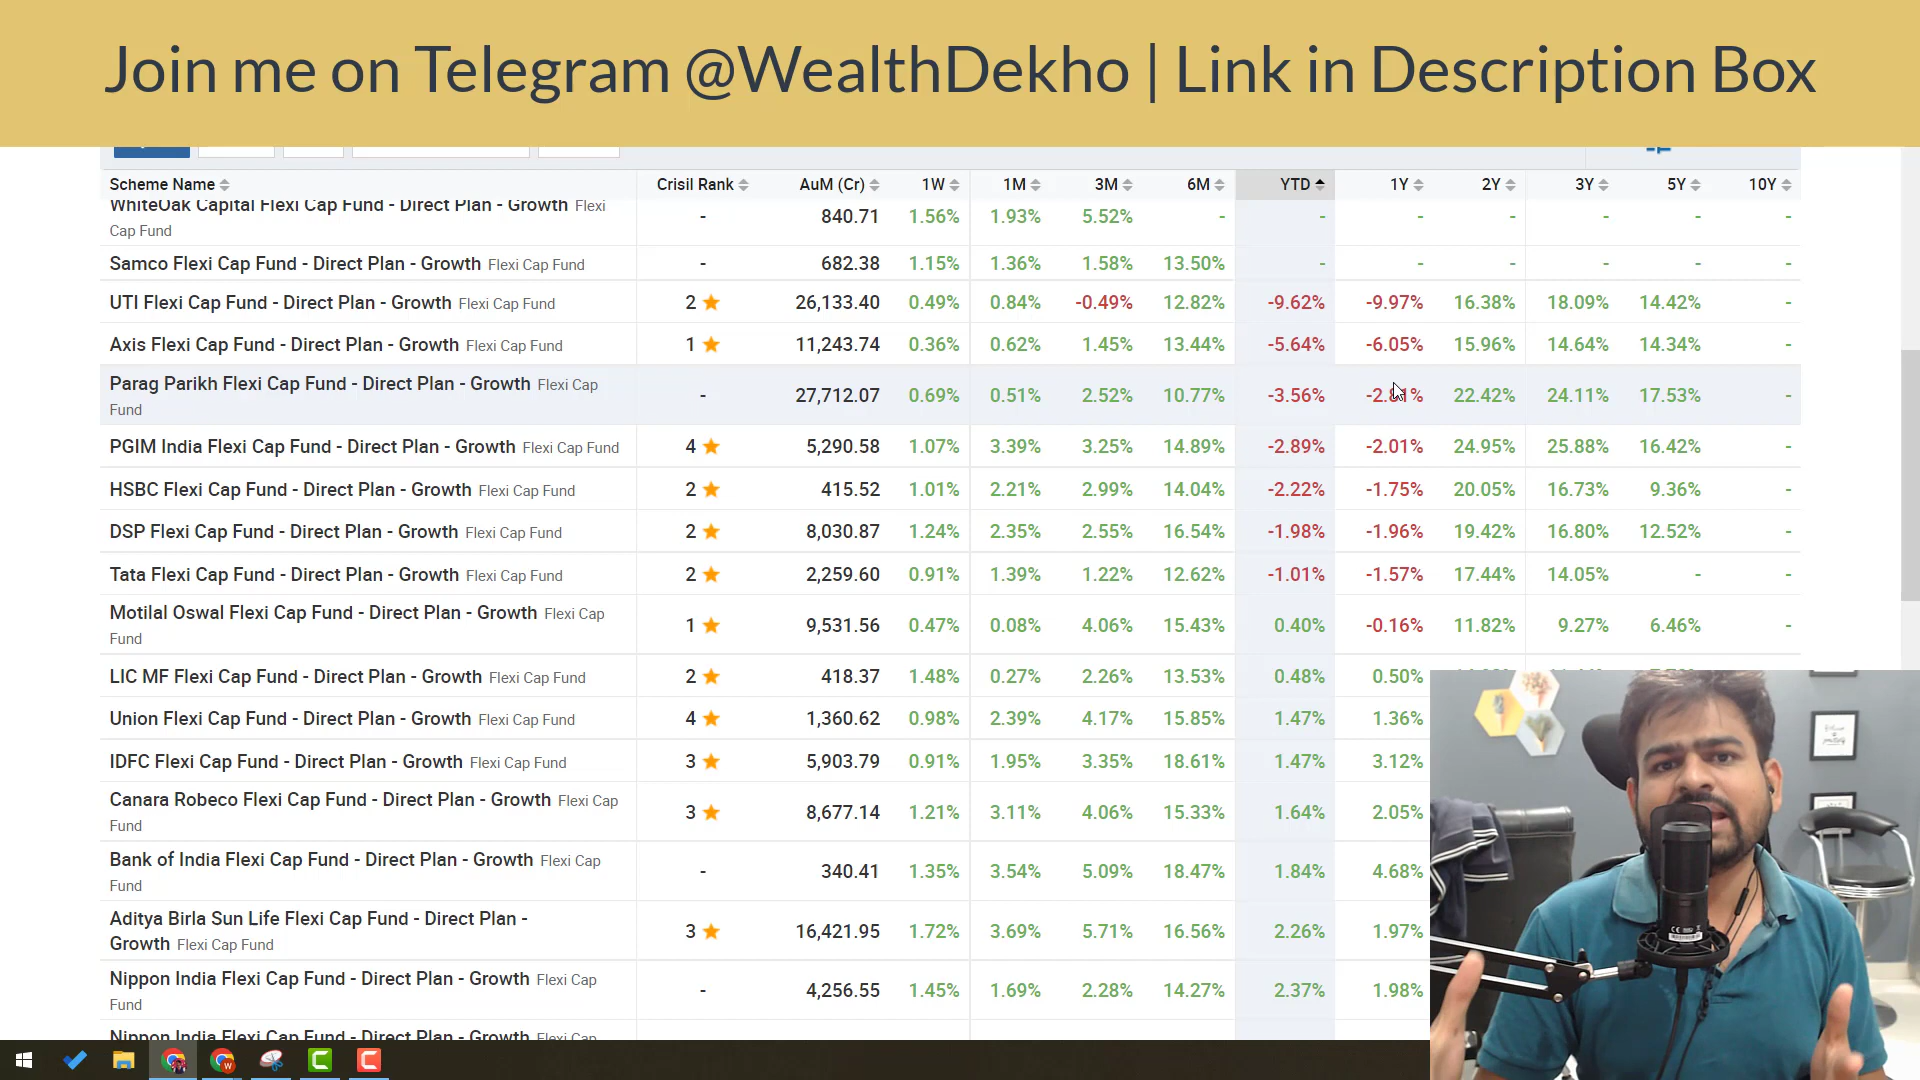 Join me on Telegram @WealthDekho | Link in Description Box
Scheme Name Crisil Rank AuM (Cr) 1W 1M 3M 6M YTD 1Y 2Y 3Y 5Y 10Y
WhiteOak Capital Flexi Cap Fund - Direct Plan - Growth Flexi
Cap Fund
- 840.71 1.56% 1.93% 5.52% - - - - - - -
Samco Flexi Cap Fund - Direct Plan - Growth Flexi Cap Fund - 682.38 1.15% 1.36% 1.58% 13.50% - - - - - -
UTI Flexi Cap Fund - Direct Plan - Growth Flexi Cap Fund 2 26,133.40 0.49% 0.84% -0.49% 12.82% -9.62% -9.97% 16.38% 18.09% 14.42% -
Axis Flexi Cap Fund - Direct Plan - Growth Flexi Cap Fund 1 11,243.74 0.36% 0.62% 1.45% 13.44% -5.64% -6.05% 15.96% 14.64% 14.34% -
Parag Parikh Flexi Cap Fund - Direct Plan - Growth Flexi Cap
Fund
- 27,712.07 0.69% 0.51% 2.52% 10.77% -3.56% 22.42% 24.11% 17.53% -
PGIM India Flexi Cap Fund - Direct Plan - Growth Flexi Cap Fund 4 5,290.58 1.07% 3.39% 3.25% 14.89% -2.89% -2.01% 24.95% 25.88% 16.42% -
HSBC Flexi Cap Fund - Direct Plan - Growth Flexi Cap Fund 2 415.52 1.01% 2.21% 2.99% 14.04% -2.22% -1.75% 20.05% 16.73% 9.36% -
DSP Flexi Cap Fund - Direct Plan - Growth Flexi Cap Fund 2 8,030.87 1.24% 2.35% 2.55% 16.54% -1.98% -1.96% 19.42% 16.80% 12.52% -
Tata Flexi Cap Fund - Direct Plan - Growth Flexi Cap Fund 2 2,259.60 0.91% 1.39% 1.22% 12.62% -1.01% -1.57% 17.44% 14.05% - -
Motilal Oswal Flexi Cap Fund - Direct Plan - Growth Flexi Cap
Fund
1 9,531.56 0.47% 0.08% 4.06% 15.43% 0.40% -0.16% 11.82% 9.27% 6.46% -
LIC MF Flexi Cap Fund - Direct Plan - Growth Flexi Cap Fund 2 418.37 1.48% 0.27% 2.26% 13.53% 0.48% 0.50%
Union Flexi Cap Fund - Direct Plan - Growth Flexi Cap Fund 4 1,360.62 0.98% 2.39% 4.17% 15.85% 1.47% 1.36%
IDFC Flexi Cap Fund - Direct Plan - Growth Flexi Cap Fund 3 5,903.79 0.91% 1.95% 3.35% 18.61% 1.47% 3.12%
Canara Robeco Flexi Cap Fund - Direct Plan - Growth Flexi Cap
Fund
3 8,677.14 1.21% 3.11% 4.06% 15.33% 1.64% 2.05%
Bank of India Flexi Cap Fund - Direct Plan - Growth Flexi Cap
Fund
- 340.41 1.35% 3.54% 5.09% 18.47% 1.84% 4.68%
Aditya Birla Sun Life Flexi Cap Fund - Direct Plan -
Growth Flexi Cap Fund
3 16,421.95 1.72% 3.69% 5.71% 16.56% 2.26% 1.97%
Nippon India Flexi Cap Fund - Direct Plan - Growth Flexi Cap
Fund
- 4,256.55 1.45% 1.69% 2.28% 14.27% 2.37% 1.98%
Nippon India Flexi Cap Fund - Direct Plan - Growth Flexi Cap